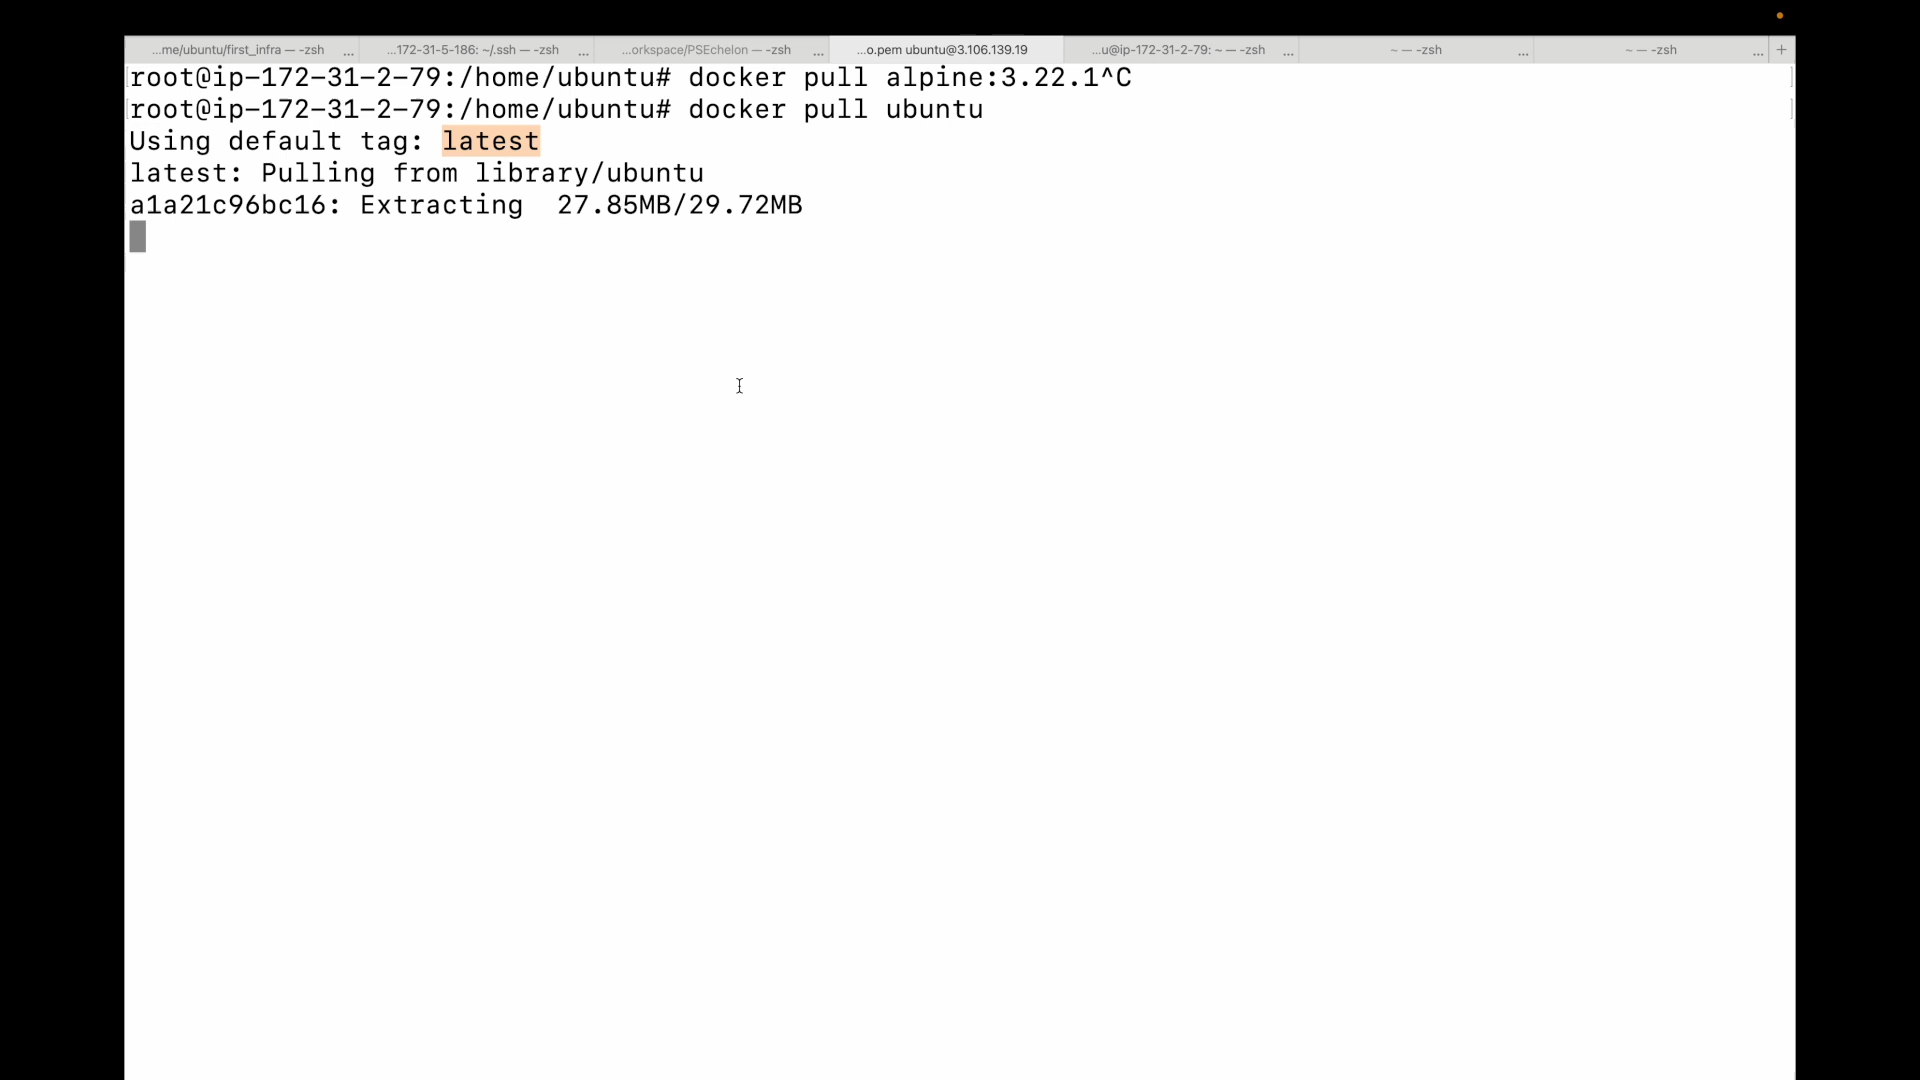 ...me/ubuntu/first_infra — -zsh ... ...172-31-5-186: ~/.ssh — -zsh ... ...orkspace/PSEchelon — -zsh ... ...o.pem ubuntu@3.106.139.19 ...u@ip-172-31-2-79: ~ — -zsh ... ~ — -zsh ... ~ — -zsh ... +
root@ip-172-31-2-79:/home/ubuntu# docker pull alpine:3.22.1^C
root@ip-172-31-2-79:/home/ubuntu# docker pull ubuntu
Using default tag: latest
latest: Pulling from library/ubuntu
a1a21c96bc16: Extracting  27.85MB/29.72MB